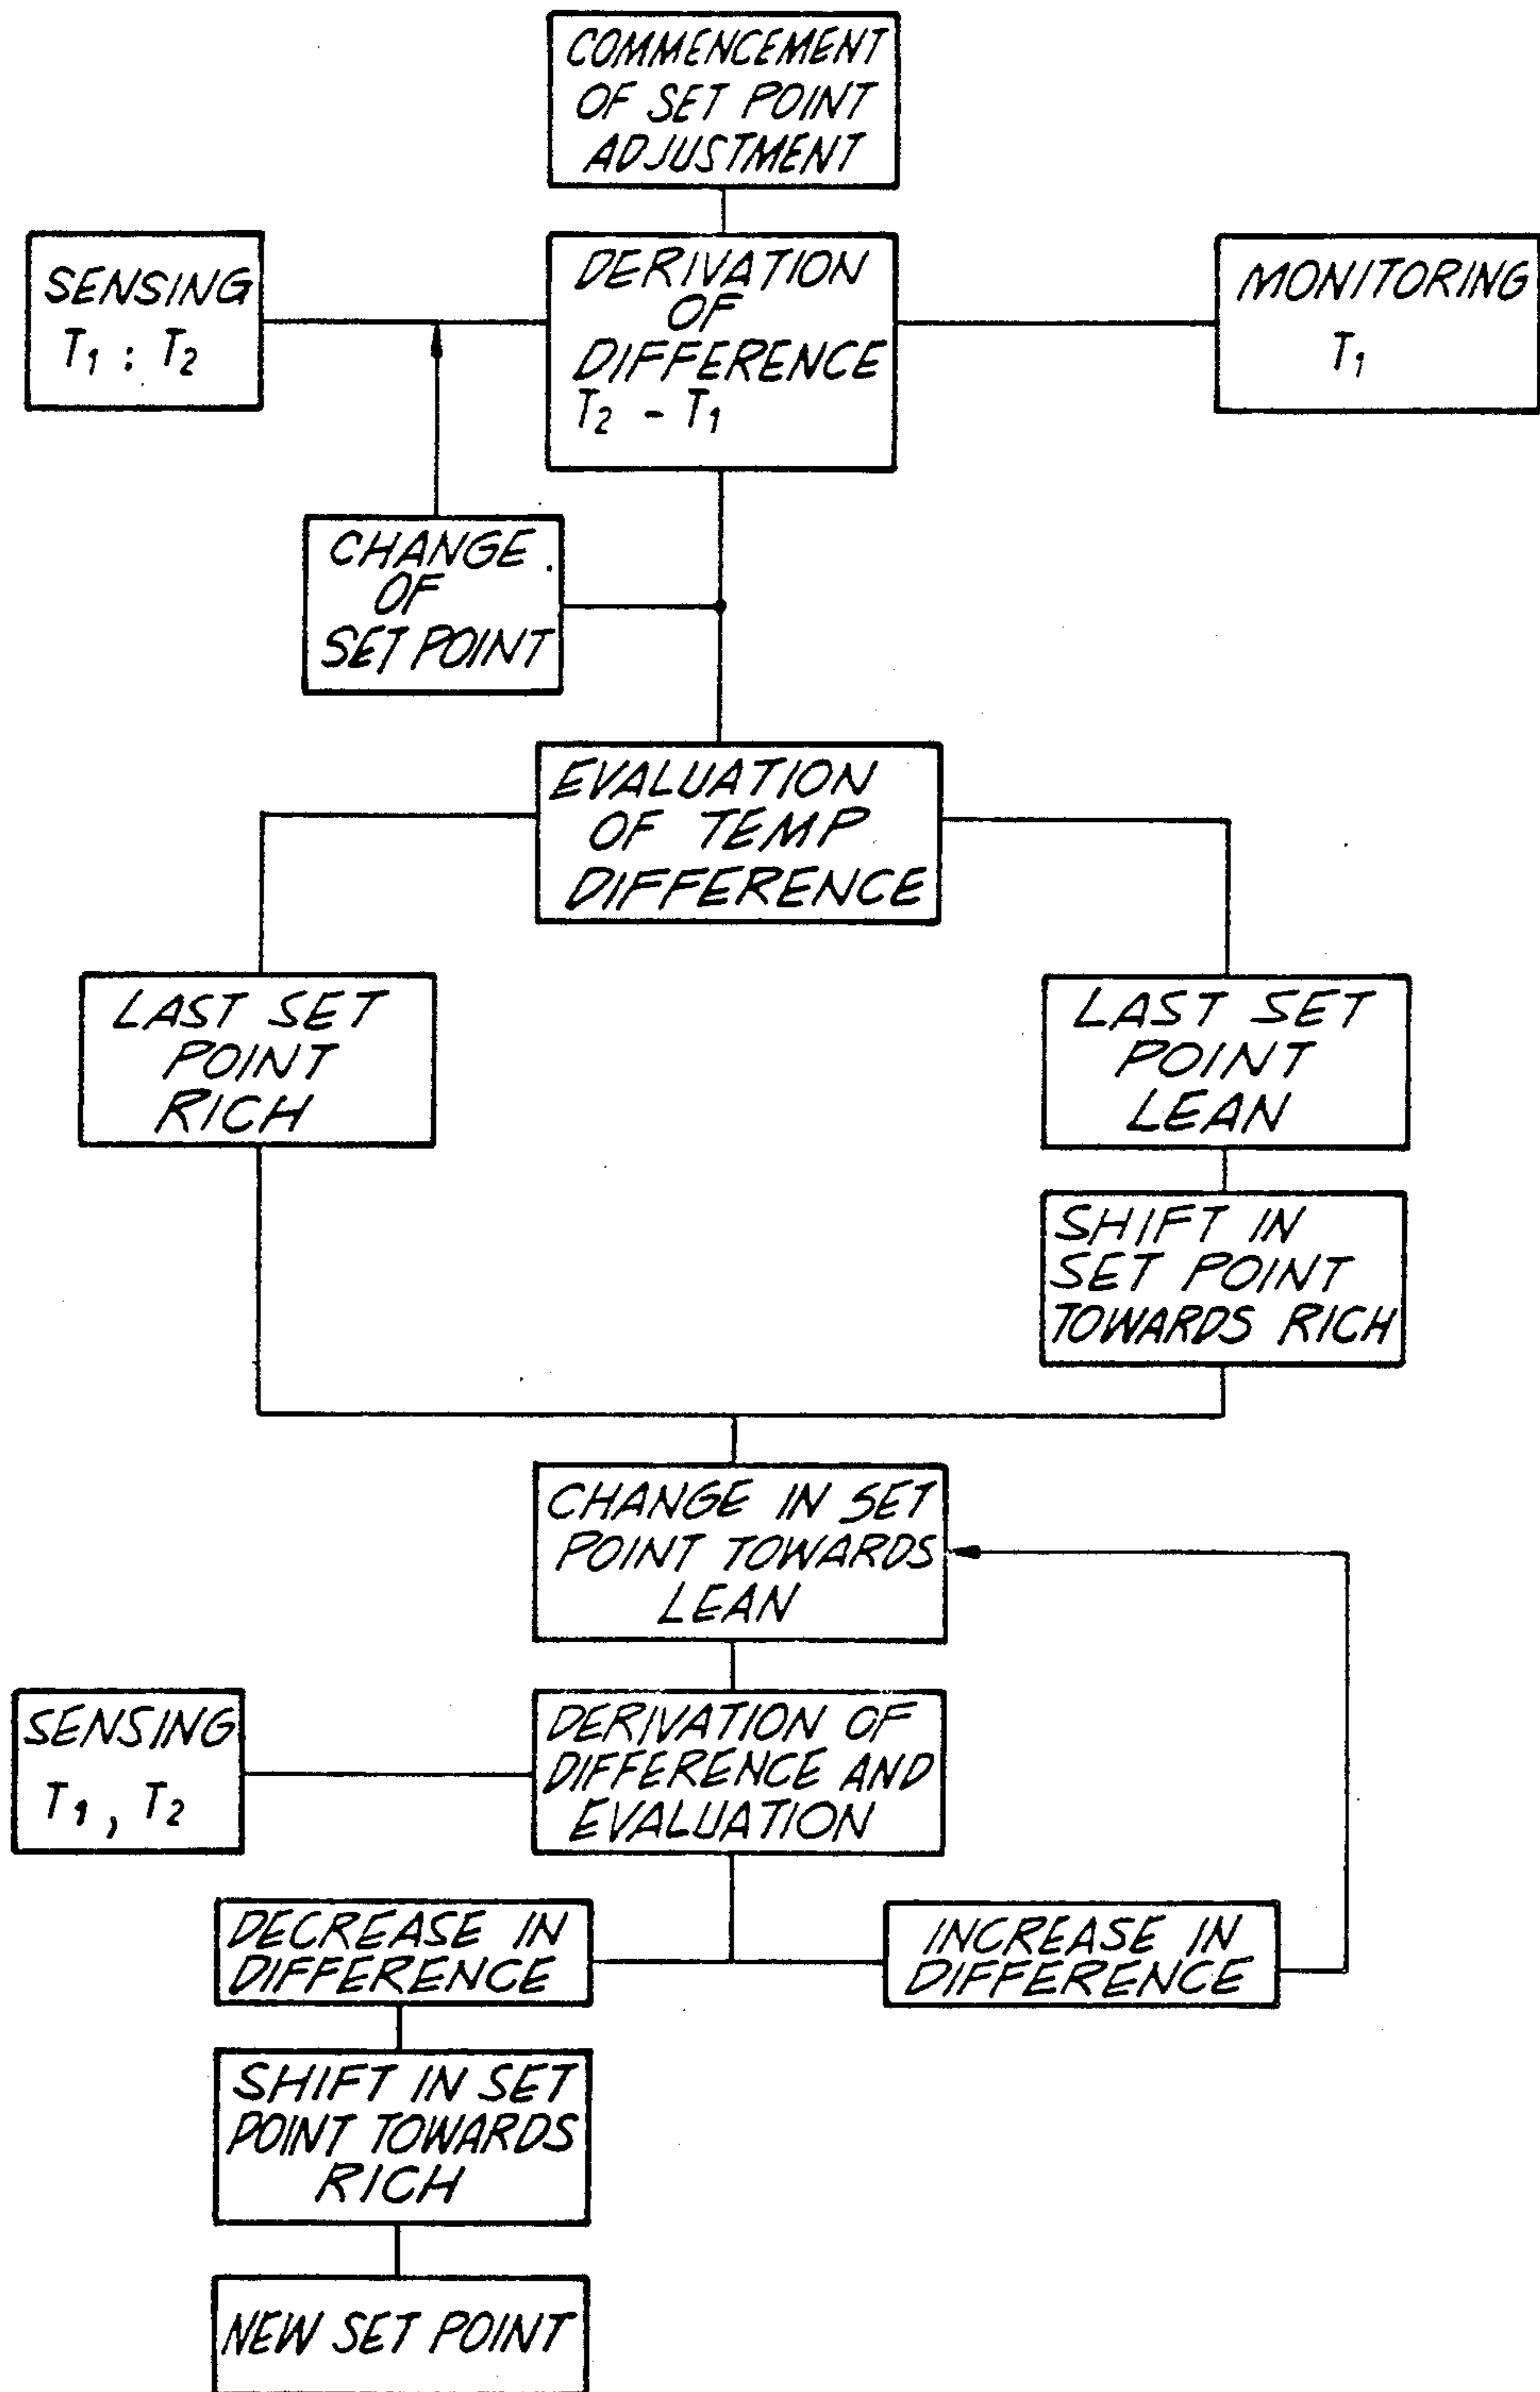 COMMENCEMENT
OF SET POINT
ADJUSTMENT
SENSING
T1 : T2
DERIVATION
OF
DIFFERENCE
T2 - T1
MONITORING
T1
CHANGE
OF
SET POINT
EVALUATION
OF TEMP
DIFFERENCE
LAST SET
POINT
RICH
LAST SET
POINT
LEAN
SHIFT IN
SET POINT
TOWARDS RICH
CHANGE IN SET
POINT TOWARDS
LEAN
SENSING
T1, T2
DERIVATION OF
DIFFERENCE AND
EVALUATION
DECREASE IN
DIFFERENCE
INCREASE IN
DIFFERENCE
SHIFT IN SET
POINT TOWARDS
RICH
NEW SET POINT